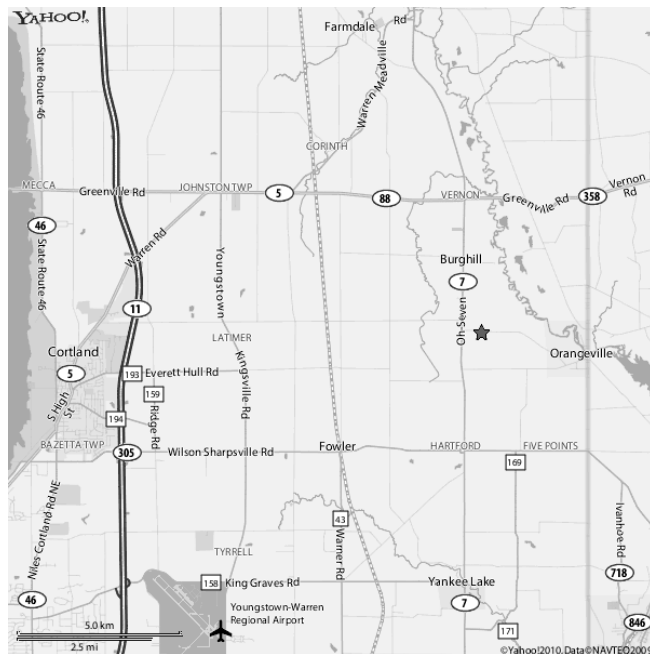 YAHOO!
Farmdale
Rd
State Route 46
Warren-Meadville
CORINTH
MECCA
Greenville Rd
JOHNSTON TWP
5
88
VERNON
Greenville Rd
358
Vernon
Rd
46
State Route 46
Warren Rd
Youngstown
Kingsville Rd
Burghill
7
Oh-Seven
11
LATIMER
Cortland
5
193
Everett Hull Rd
Orangeville
159
Ridge Rd
S High
St
194
BAZETTA TWP
305
Wilson Sharpsville Rd
Fowler
HARTFORD
FIVE POINTS
169
Niles Cortland Rd NE
43
Warner Rd
Ivanhoe Rd
TYRRELL
158
King Graves Rd
Yankee Lake
718
46
Youngstown-Warren
Regional Airport
7
171
846
5.0 km
2.5 mi
©Yahoo!2010,Data©NAVTEQ2009